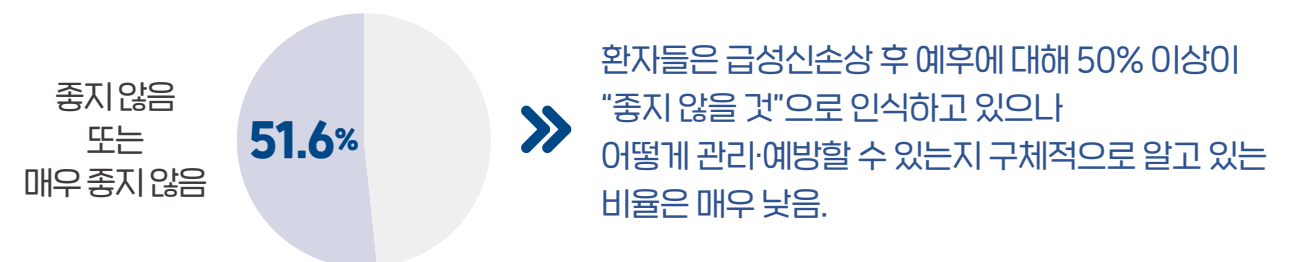 좋지 않음
또는
매우 좋지 않음
51.6%
환자들은 급성신손상 후 예후에 대해 50% 이상이
“좋지 않을 것”으로 인식하고 있으나
어떻게 관리·예방할 수 있는지 구체적으로 알고 있는
비율은 매우 낮음.